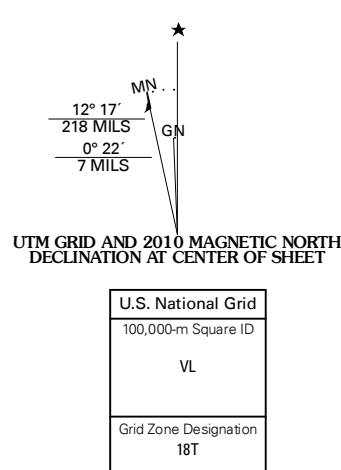 ★
MN
12° 17´
218 MILS
GN
0° 22´
7 MILS
UTM GRID AND 2010 MAGNETIC NORTH
DECLINATION AT CENTER OF SHEET
U.S. National Grid
100,000-m Square ID
VL
Grid Zone Designation
18T